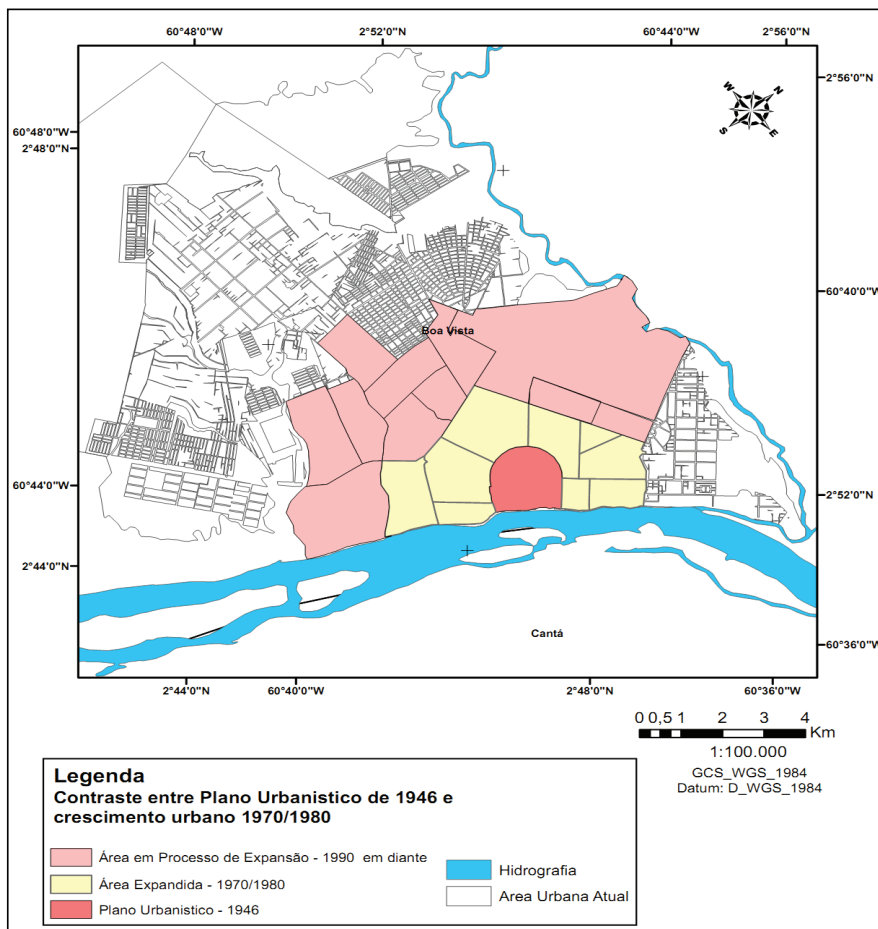 60°48'0"W
2°52'0"N
60°44'0"W
2°56'0"N
2°56'0"N
W
N
S
E
60°48'0"W
2°48'0"N
60°40'0"W
Boa Vista
60°44'0"W
2°52'0"N
2°44'0"N
Cantá
60°36'0"W
2°44'0"N
60°40'0"W
2°48'0"N
60°36'0"W
0 0,5 1 2 3 4
Km
1:100.000
GCS_WGS_1984
Datum: D_WGS_1984
Legenda
Contraste entre Plano Urbanistico de 1946 e
crescimento urbano 1970/1980
Área em Processo de Expansão - 1990 em diante
Área Expandida - 1970/1980
Plano Urbanistico - 1946
Hidrografia
Area Urbana Atual